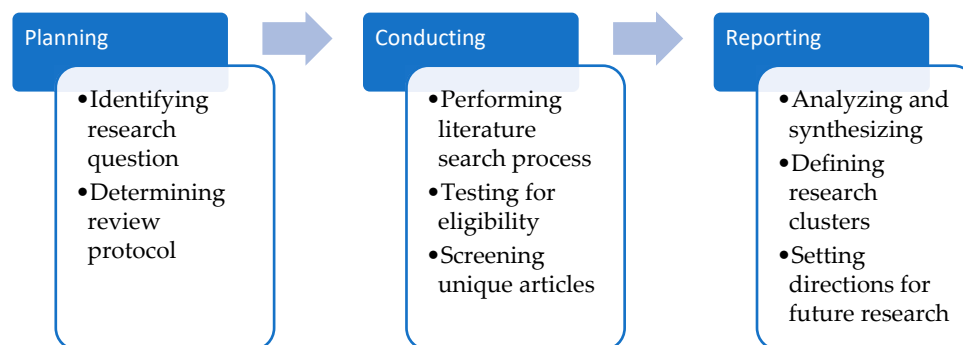 Planning
•Identifying
research
question
•Determining
review
protocol
Conducting
•Performing
literature
search process
•Testing for
eligibility
•Screening
unique articles
Reporting
•Analyzing and
synthesizing
•Defining
research
clusters
•Setting
directions for
future research